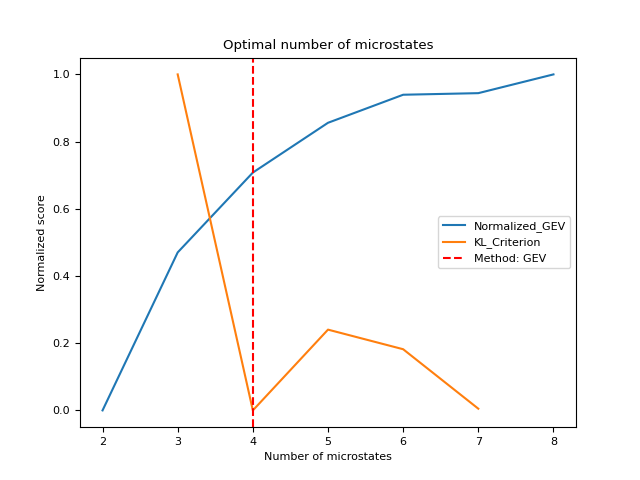 Optimal number of microstates
1.0
0.8
0.6
0.4
0.2
0.0
Normalized score
Normalized_GEV
KL_Criterion
Method: GEV
2 3 4 5 6 7 8
Number of microstates